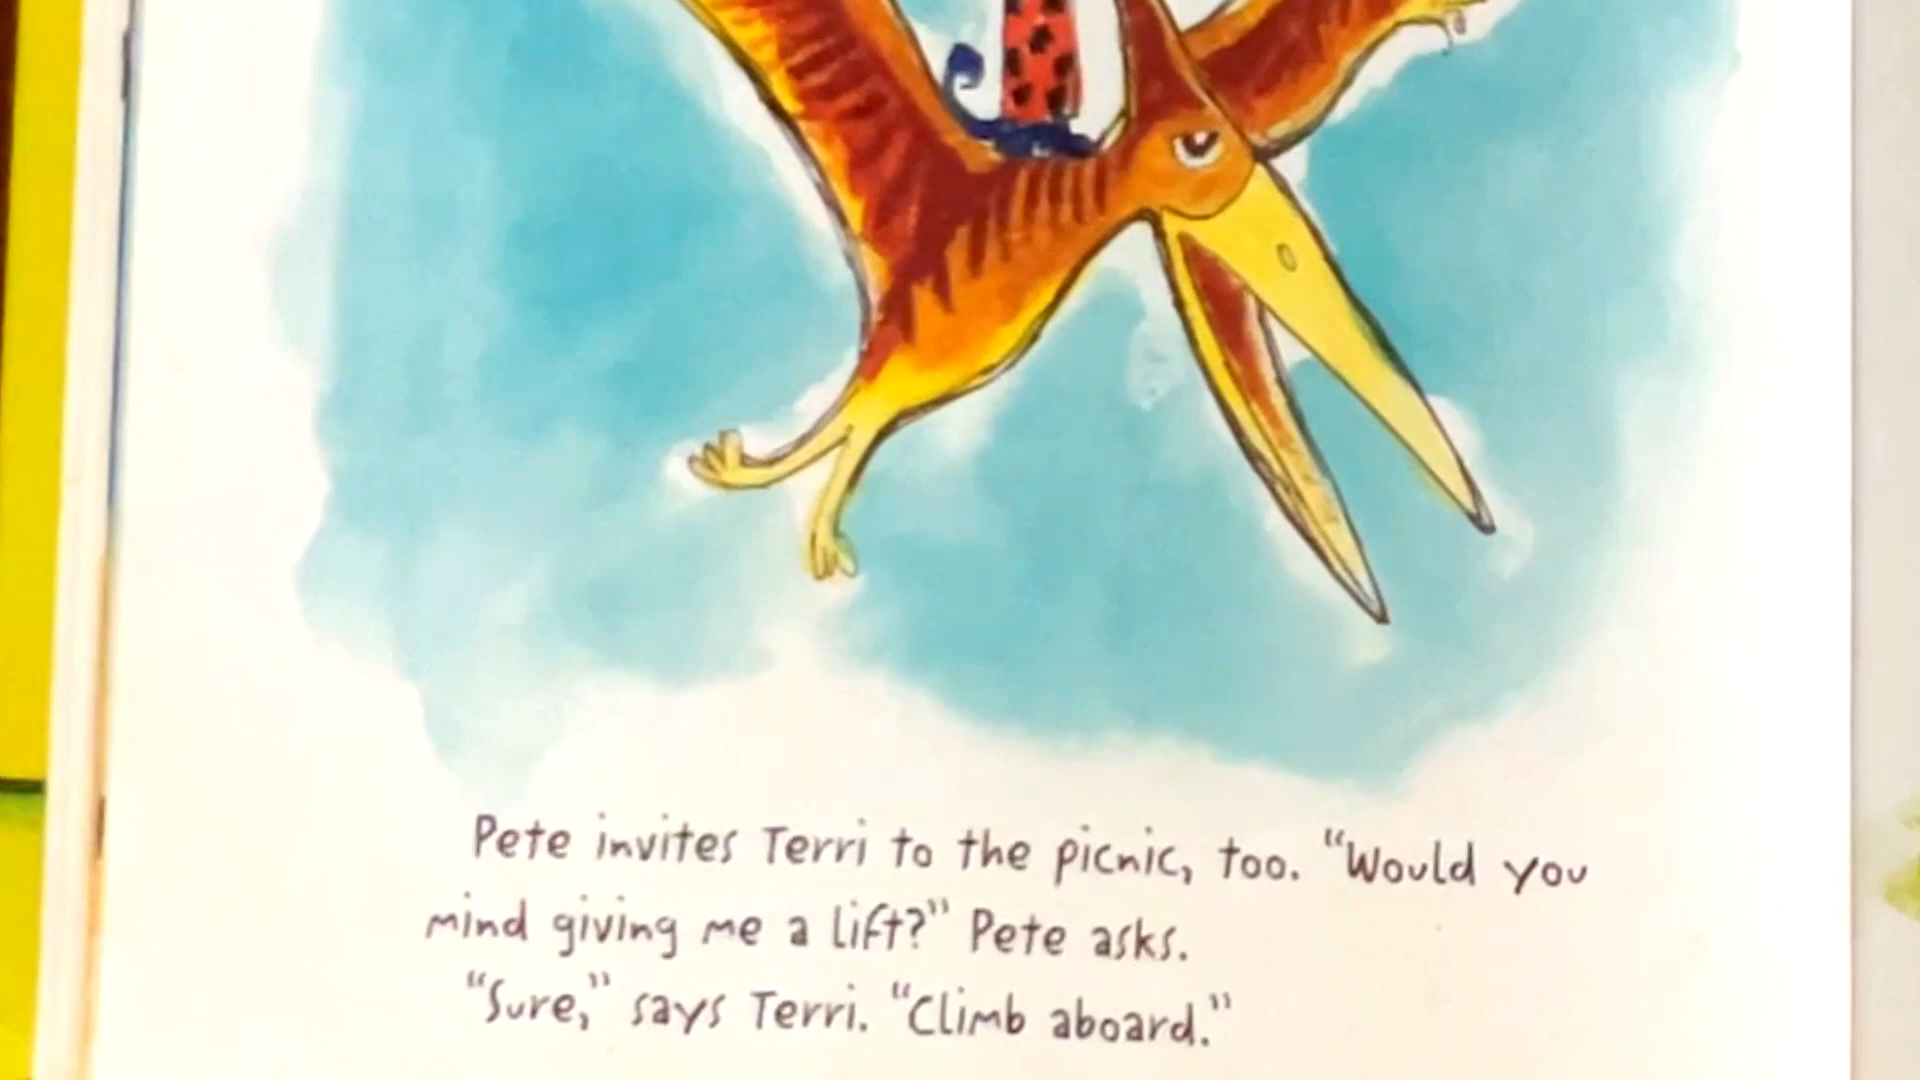 Pete invites Terri to the picnic, too. “Would you
mind giving me a lift?” Pete asks.
“Sure,” says Terri. “Climb aboard.”